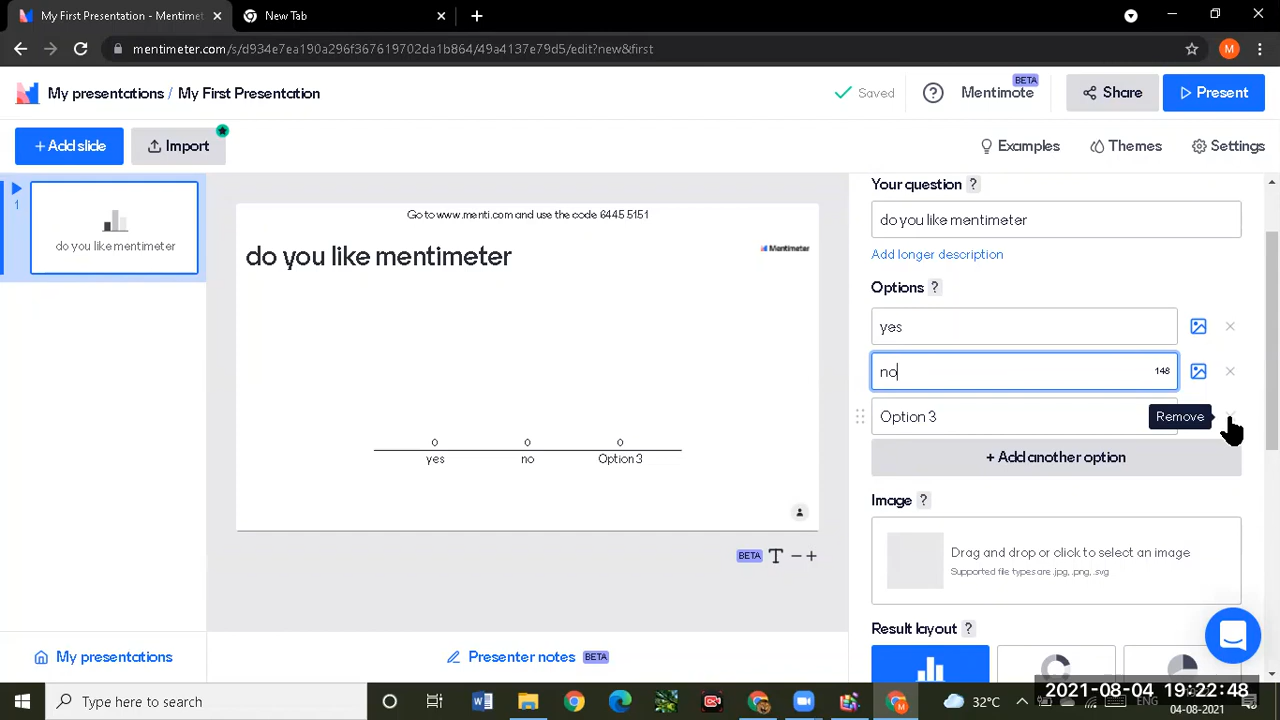 My First Presentation - Mentimet
New Tab
mentimeter.com/s/d934e7ea190a296f367619702da1b864/49a4137e79d5/edit?new&first
M
My presentations / My First Presentation
Saved
?
Mentimote
BETA
Share
Present
+ Add slide
Import
Examples
Themes
Settings
1
do you like mentimeter
Go to www.menti.com and use the code 6445 5151
do you like mentimeter
Mentimeter
0 0 0
yes no Option 3
BETA T − +
Your question ?
do you like mentimeter
Add longer description
Options ?
yes
no 148
Option 3
Remove
+ Add another option
Image ?
Drag and drop or click to select an image
Supported file types are .jpg, .png, .svg
Result layout ?
My presentations
Presenter notes BETA
Type here to search
32°C
ENG
2021-08-04 19:22:48
04-08-2021